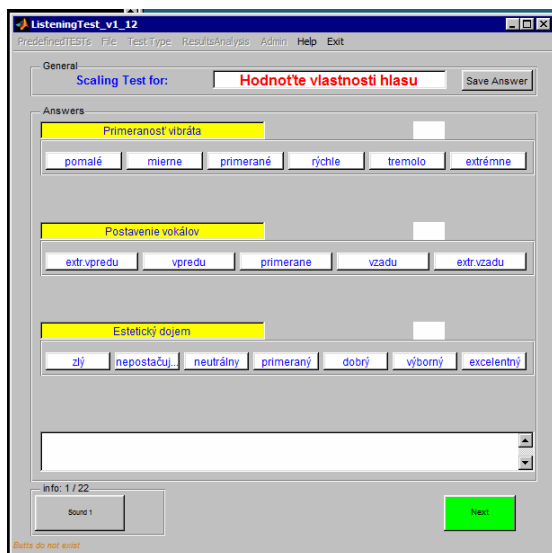 ListeningTest_v1_12
PredefinedTESTs File Test Type ResultsAnalysis Admin Help Exit
General
Scaling Test for: Hodnoťte vlastnosti hlasu Save Answer
Answers
Primeranosť vibráta
pomalé mierne primerané rýchle tremolo extrémne
Postavenie vokálov
extr.vpredu vpredu primerane vzadu extr.vzadu
Estetický dojem
zlý nepostačuj... neutrálny primeraný dobrý výborný excelentný
info: 1 / 22
Sound 1 Next
Butts do not exist